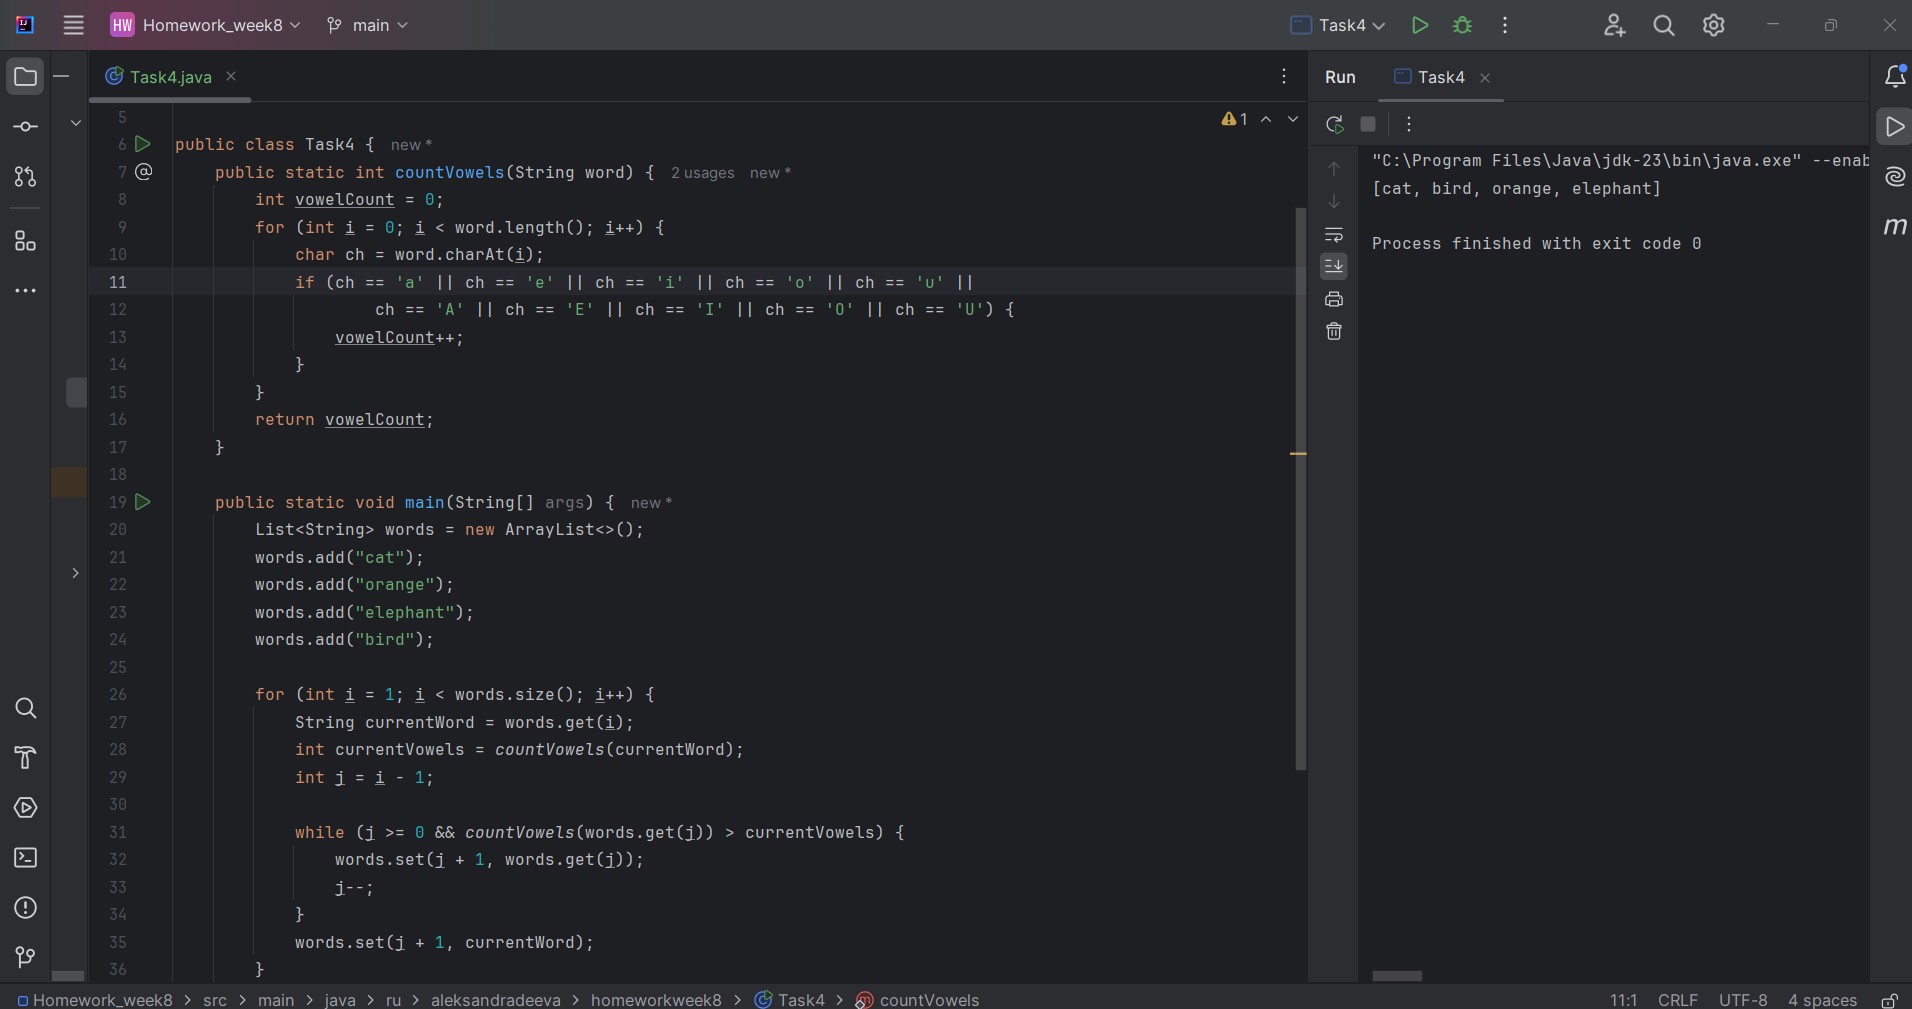 HW Homework_week8 main Task4
Task4.java
Run Task4
5
6 public class Task4 { new *
7 @ public static int countVowels(String word) { 2 usages new *
8 int vowelCount = 0;
9 for (int i = 0; i < word.length(); i++) {
10 char ch = word.charAt(i);
11 if (ch == 'a' || ch == 'e' || ch == 'i' || ch == 'o' || ch == 'u' ||
12 ch == 'A' || ch == 'E' || ch == 'I' || ch == 'O' || ch == 'U') {
13 vowelCount++;
14 }
15 }
16 return vowelCount;
17 }
18
19 public static void main(String[] args) { new *
20 List<String> words = new ArrayList<>();
21 words.add("cat");
22 words.add("orange");
23 words.add("elephant");
24 words.add("bird");
25
26 for (int i = 1; i < words.size(); i++) {
27 String currentWord = words.get(i);
28 int currentVowels = countVowels(currentWord);
29 int j = i - 1;
30
31 while (j >= 0 && countVowels(words.get(j)) > currentVowels) {
32 words.set(j + 1, words.get(j));
33 j--;
34 }
35 words.set(j + 1, currentWord);
36 }
1
"C:\Program Files\Java\jdk-23\bin\java.exe" --enab
[cat, bird, orange, elephant]
Process finished with exit code 0
m
Homework_week8 > src > main > java > ru > aleksandradeeva > homeworkweek8 > Task4 > countVowels
11:1 CRLF UTF-8 4 spaces